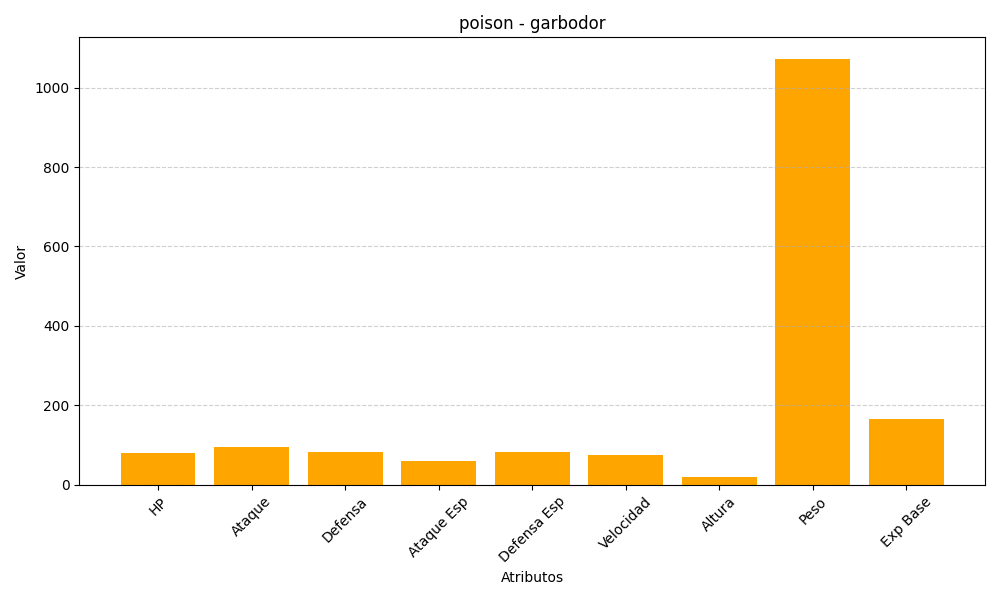 poison - garbodor
1000
800
600
400
200
0
Valor
HP
Ataque
Defensa
Ataque Esp
Defensa Esp
Velocidad
Altura
Peso
Exp Base
Atributos